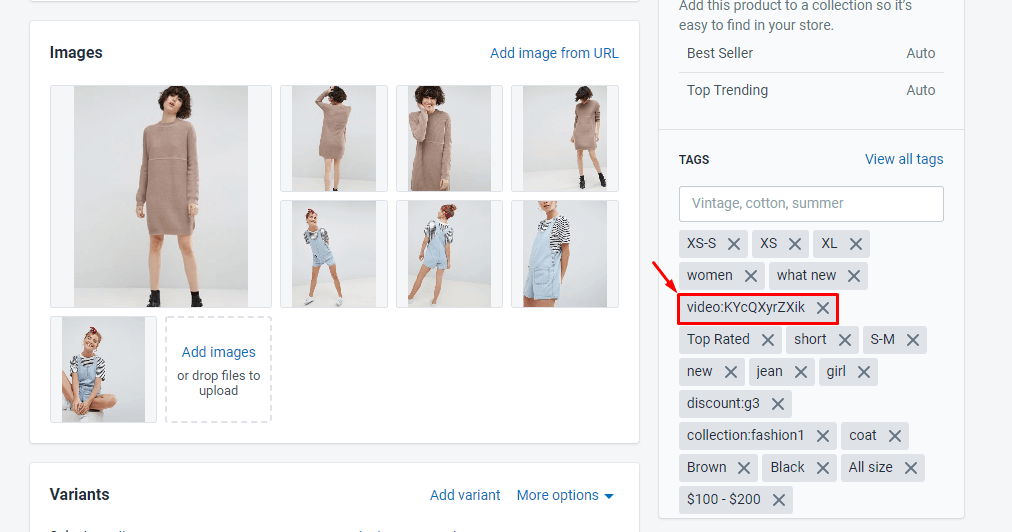 Images
Add image from URL
Add images
or drop files to
upload
Variants
Add variant
More options
Add this product to a collection so it's
easy to find in your store.
Best Seller Auto
Top Trending Auto
TAGS
View all tags
Vintage, cotton, summer
XS-S XS XL
women what new
video:KYcQXyrZXik
Top Rated short S-M
new jean girl
discount:g3
collection:fashion1 coat
Brown Black All size
$100 - $200